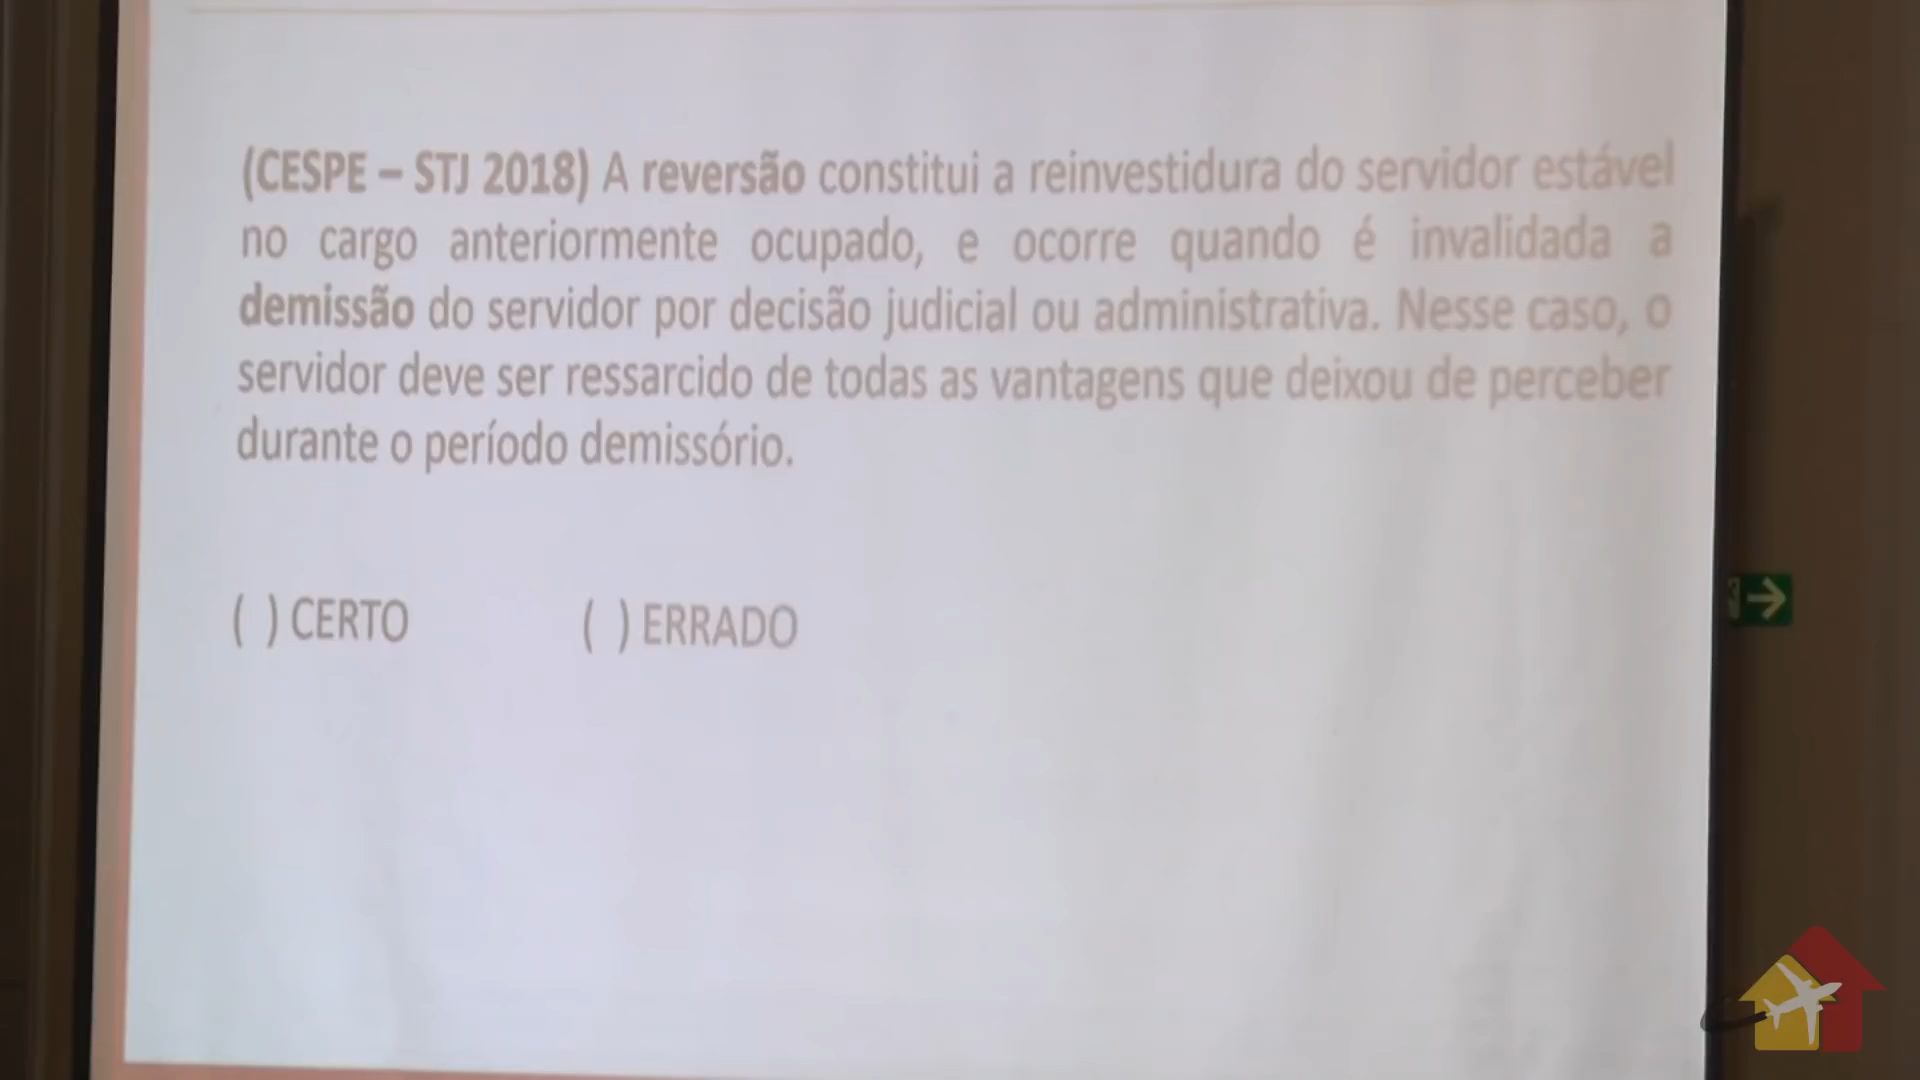 (CESPE – STJ 2018) A reversão constitui a reinvestidura do servidor estável
no cargo anteriormente ocupado, e ocorre quando é invalidada a
demissão do servidor por decisão judicial ou administrativa. Nesse caso, o
servidor deve ser ressarcido de todas as vantagens que deixou de perceber
durante o período demissório.
( ) CERTO ( ) ERRADO